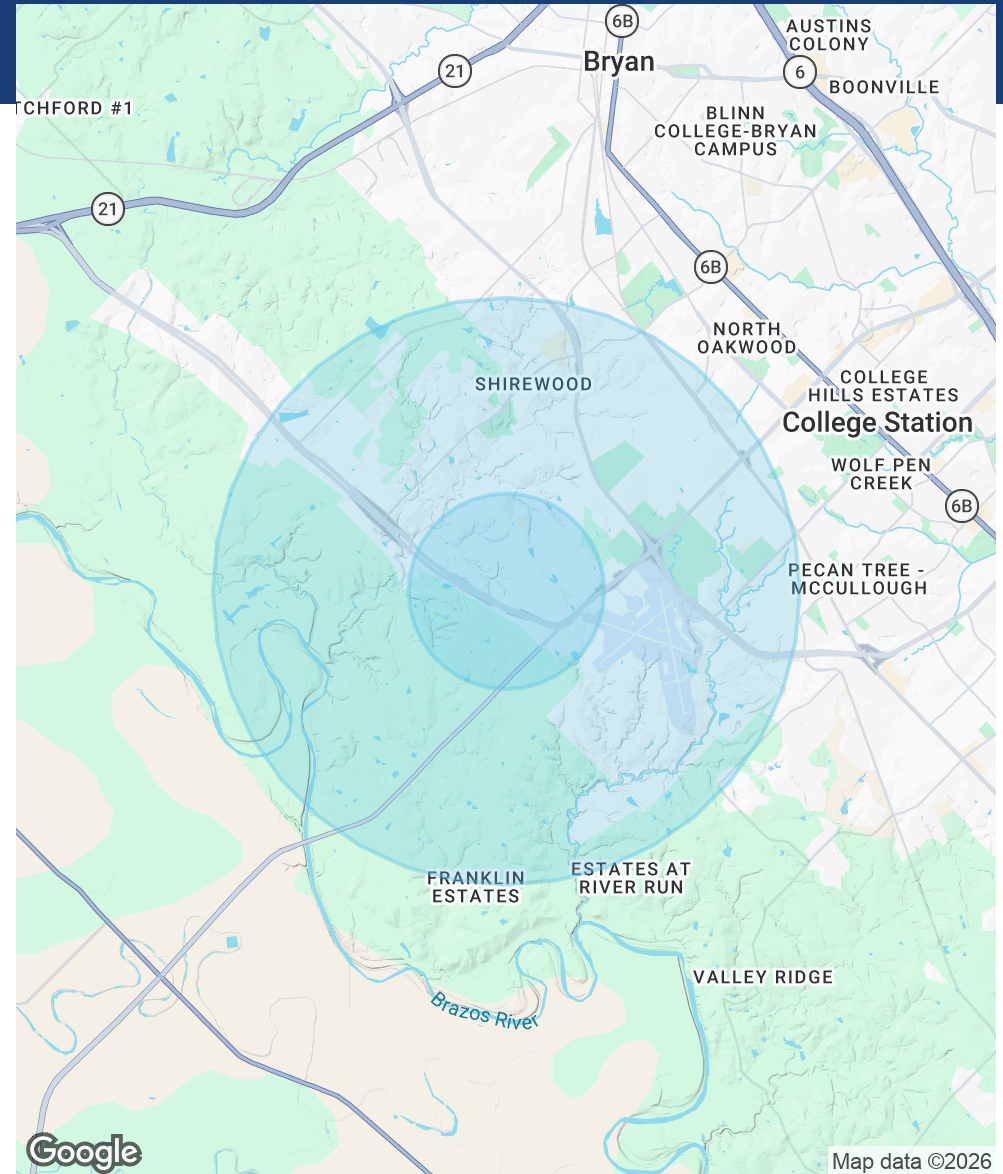 6B
AUSTINS
COLONY
Bryan
21
6
BOONVILLE
TCHFORD #1
BLINN
COLLEGE-BRYAN
CAMPUS
21
6B
NORTH
OAKWOOD
SHIREWOOD
COLLEGE
HILLS ESTATES
College Station
WOLF PEN
CREEK
6B
PECAN TREE -
MCCULLOUGH
FRANKLIN
ESTATES
ESTATES AT
RIVER RUN
VALLEY RIDGE
Brazos River
Google
Map data ©2026